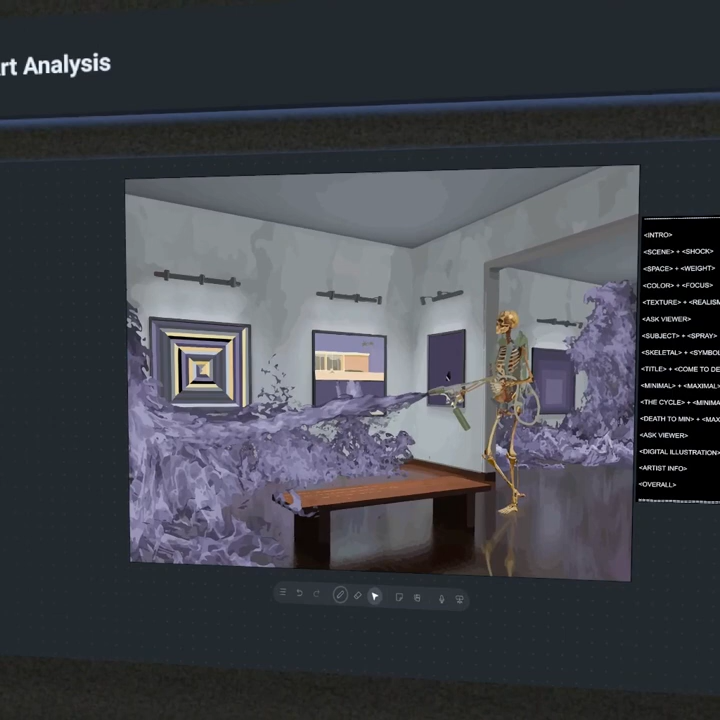 rt Analysis
<INTRO>
<SCENE> + <SHOCK>
<SPACE> + <WEIGHT>
<COLOR> + <FOCUS>
<TEXTURE> + <REALISM
<ASK VIEWER>
<SUBJECT> + <SPRAY>
<SKELETAL> + <SYMBOL
<TITLE> + <COME TO DE
<MINIMAL> + <MAXIMAL
<THE CYCLE> + <MINIMA
<DEATH TO MIN> + <MAX
<ASK VIEWER>
<DIGITAL ILLUSTRATION>
<ARTIST INFO>
<OVERALL>